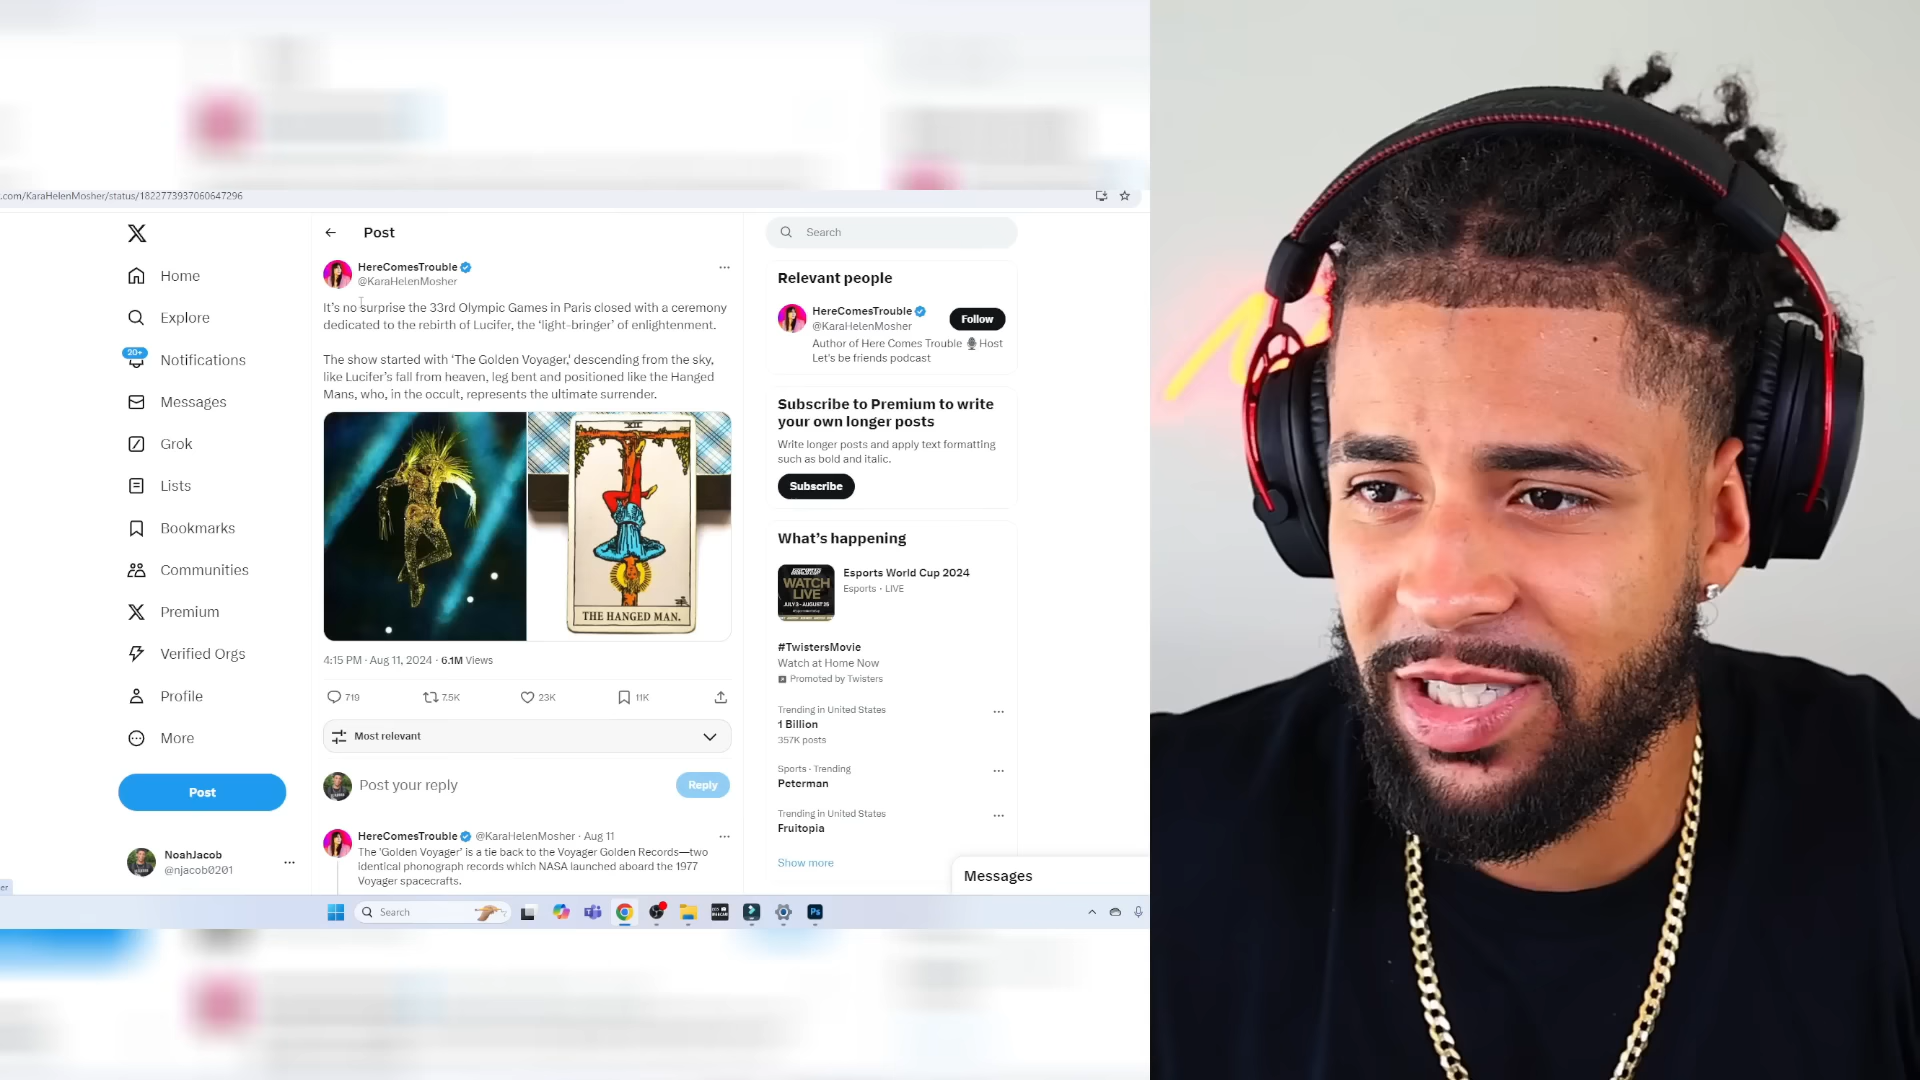 .com/KaraHelenMosher/status/1822773937060647296
Home
Explore
20+
Notifications
Messages
Grok
Lists
Bookmarks
Communities
Premium
Verified Orgs
Profile
More
Post
NoahJacob
@njacob0201
Post
HereComesTrouble
@KaraHelenMosher
It's no surprise the 33rd Olympic Games in Paris closed with a ceremony
dedicated to the rebirth of Lucifer, the 'light-bringer' of enlightenment.
The show started with 'The Golden Voyager,' descending from the sky,
like Lucifer's fall from heaven, leg bent and positioned like the Hanged
Mans, who, in the occult, represents the ultimate surrender.
XII
THE HANGED MAN.
4:15 PM · Aug 11, 2024 · 6.1M Views
719
7.5K
23K
11K
Most relevant
Post your reply
Reply
HereComesTrouble @KaraHelenMosher · Aug 11
The 'Golden Voyager' is a tie back to the Voyager Golden Records—two
identical phonograph records which NASA launched aboard the 1977
Voyager spacecrafts.
Search
Relevant people
HereComesTrouble
@KaraHelenMosher
Follow
Author of Here Comes Trouble 🎙️Host
Let's be friends podcast
Subscribe to Premium to write
your own longer posts
Write longer posts and apply text formatting
such as bold and italic.
Subscribe
What's happening
WATCH
LIVE
JULY 3 - AUGUST 25
Esports World Cup 2024
Esports · LIVE
#TwistersMovie
Watch at Home Now
Promoted by Twisters
Trending in United States
1 Billion
357K posts
Sports · Trending
Peterman
Trending in United States
Fruitopia
Show more
Messages
er
Search
Ps